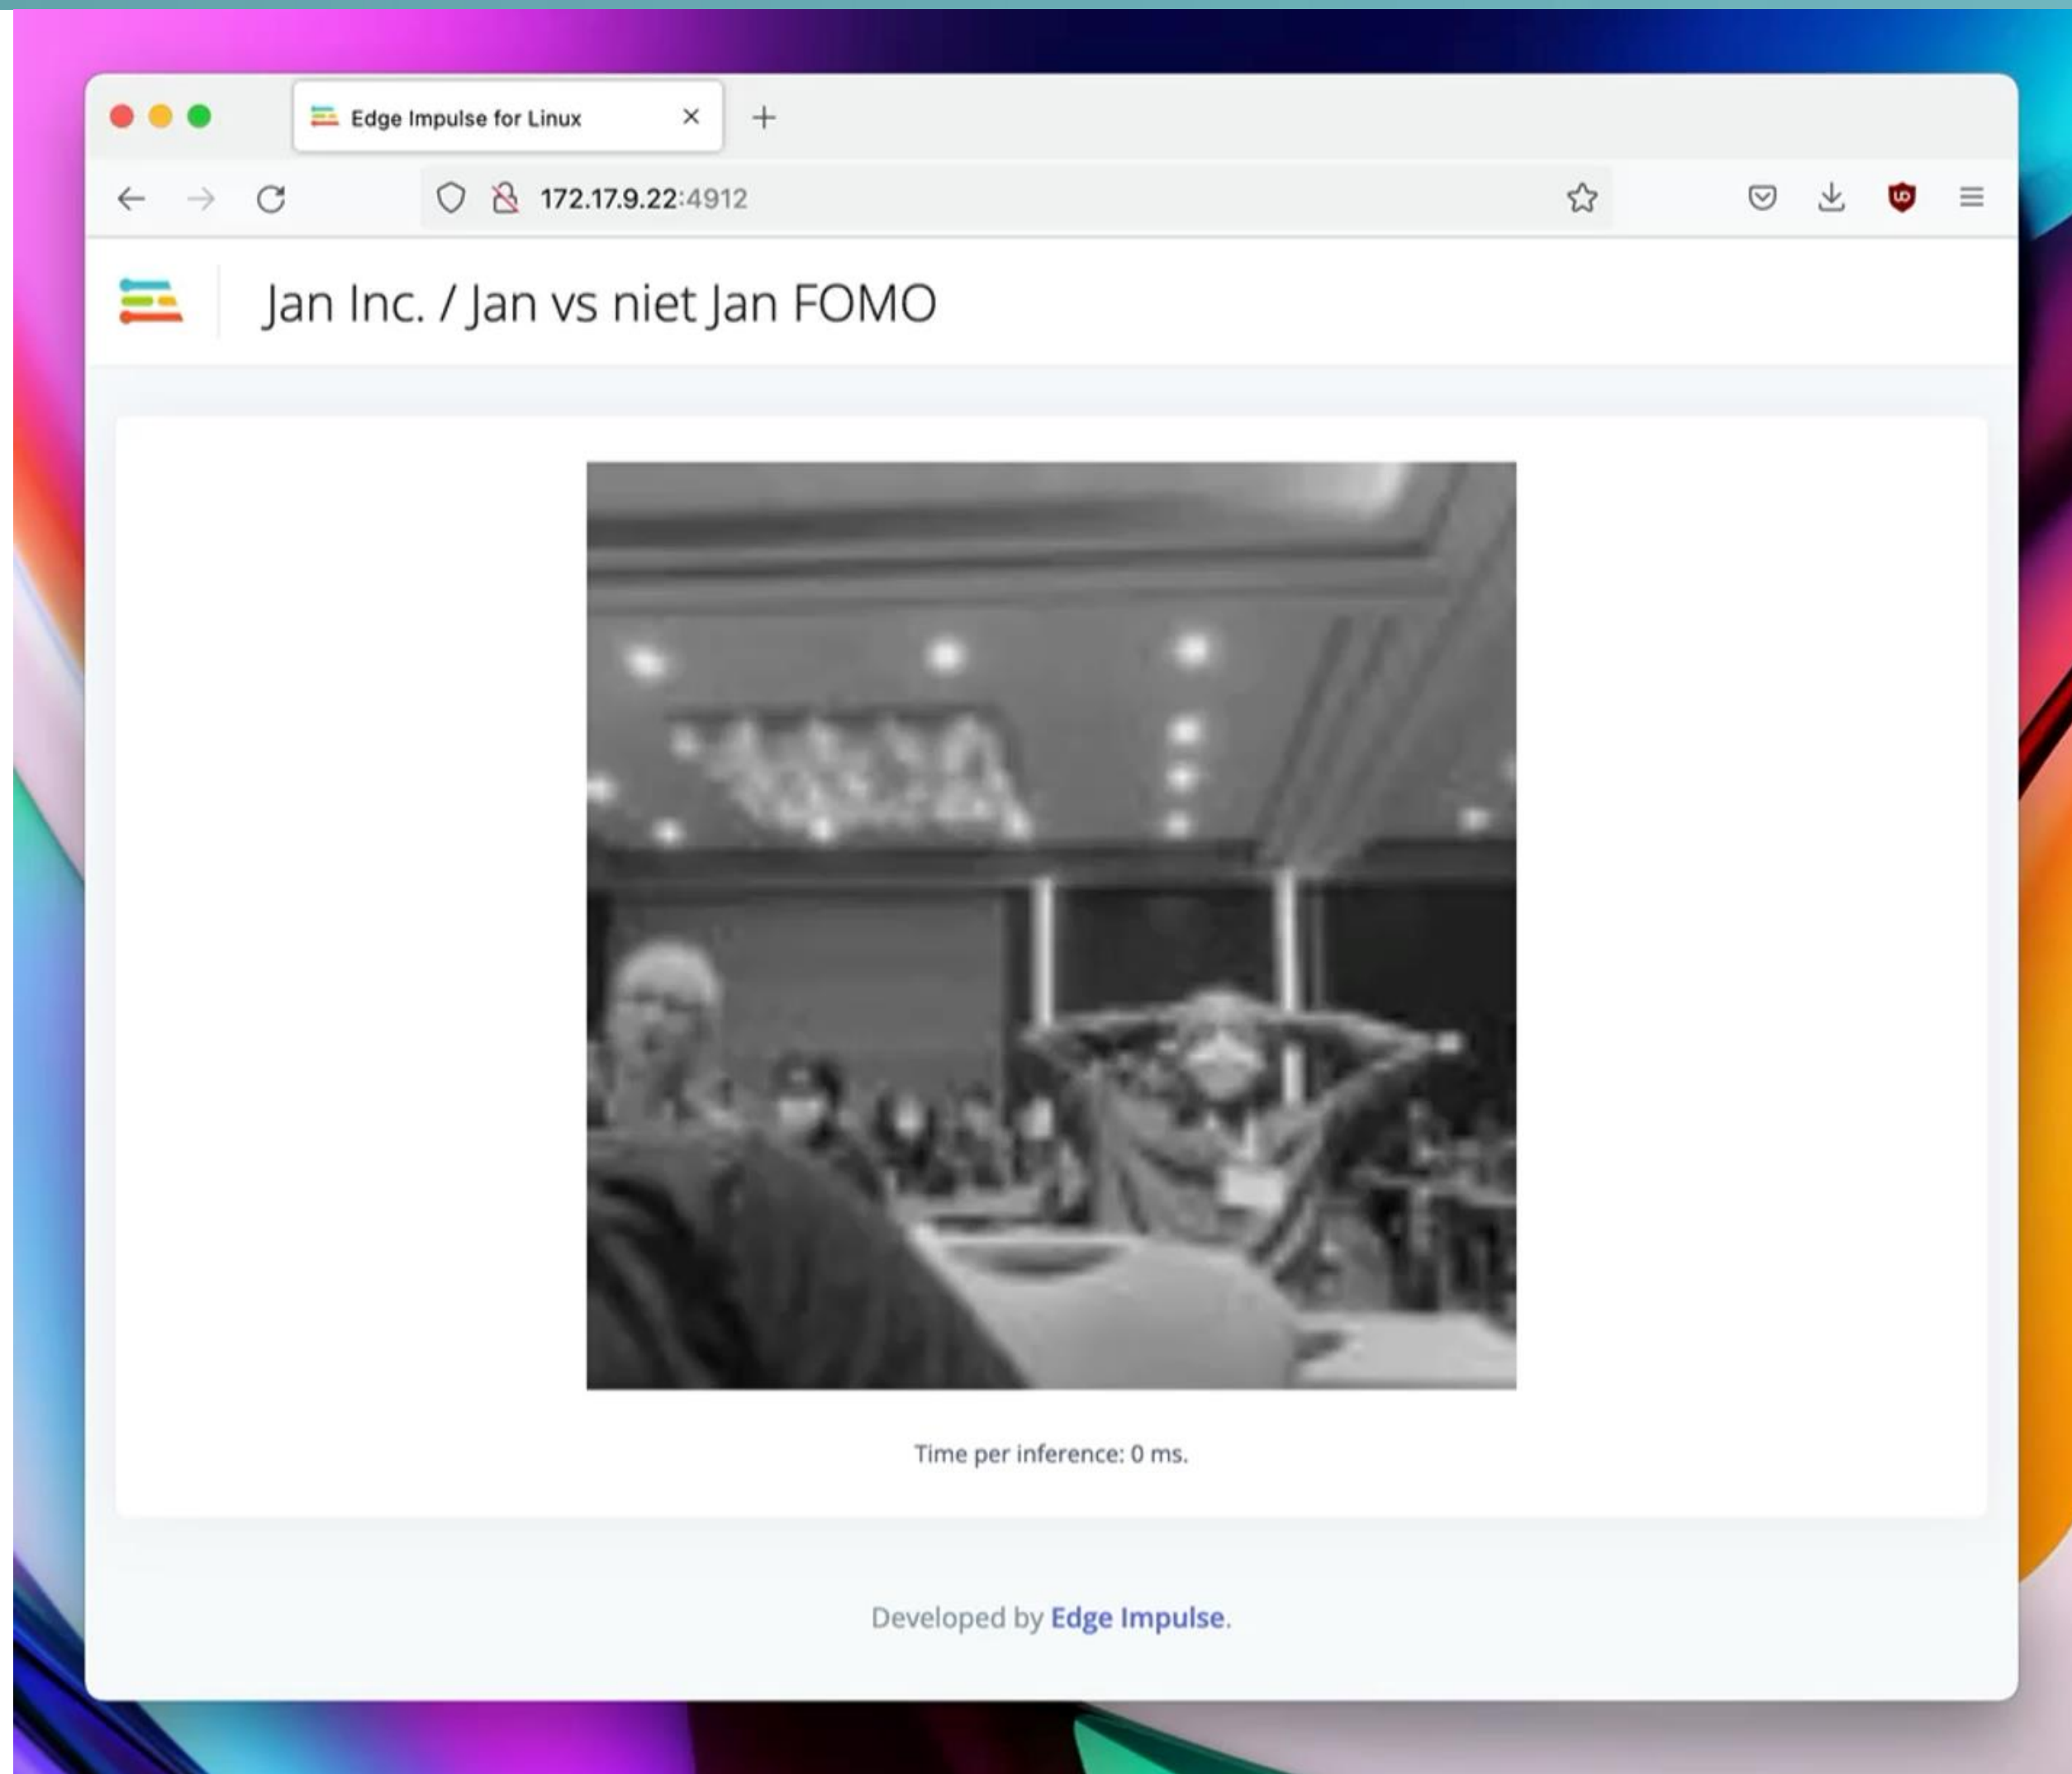 Edge Impulse for Linux
172.17.9.22:4912
Jan Inc. / Jan vs niet Jan FOMO
Time per inference: 0 ms.
Developed by Edge Impulse.